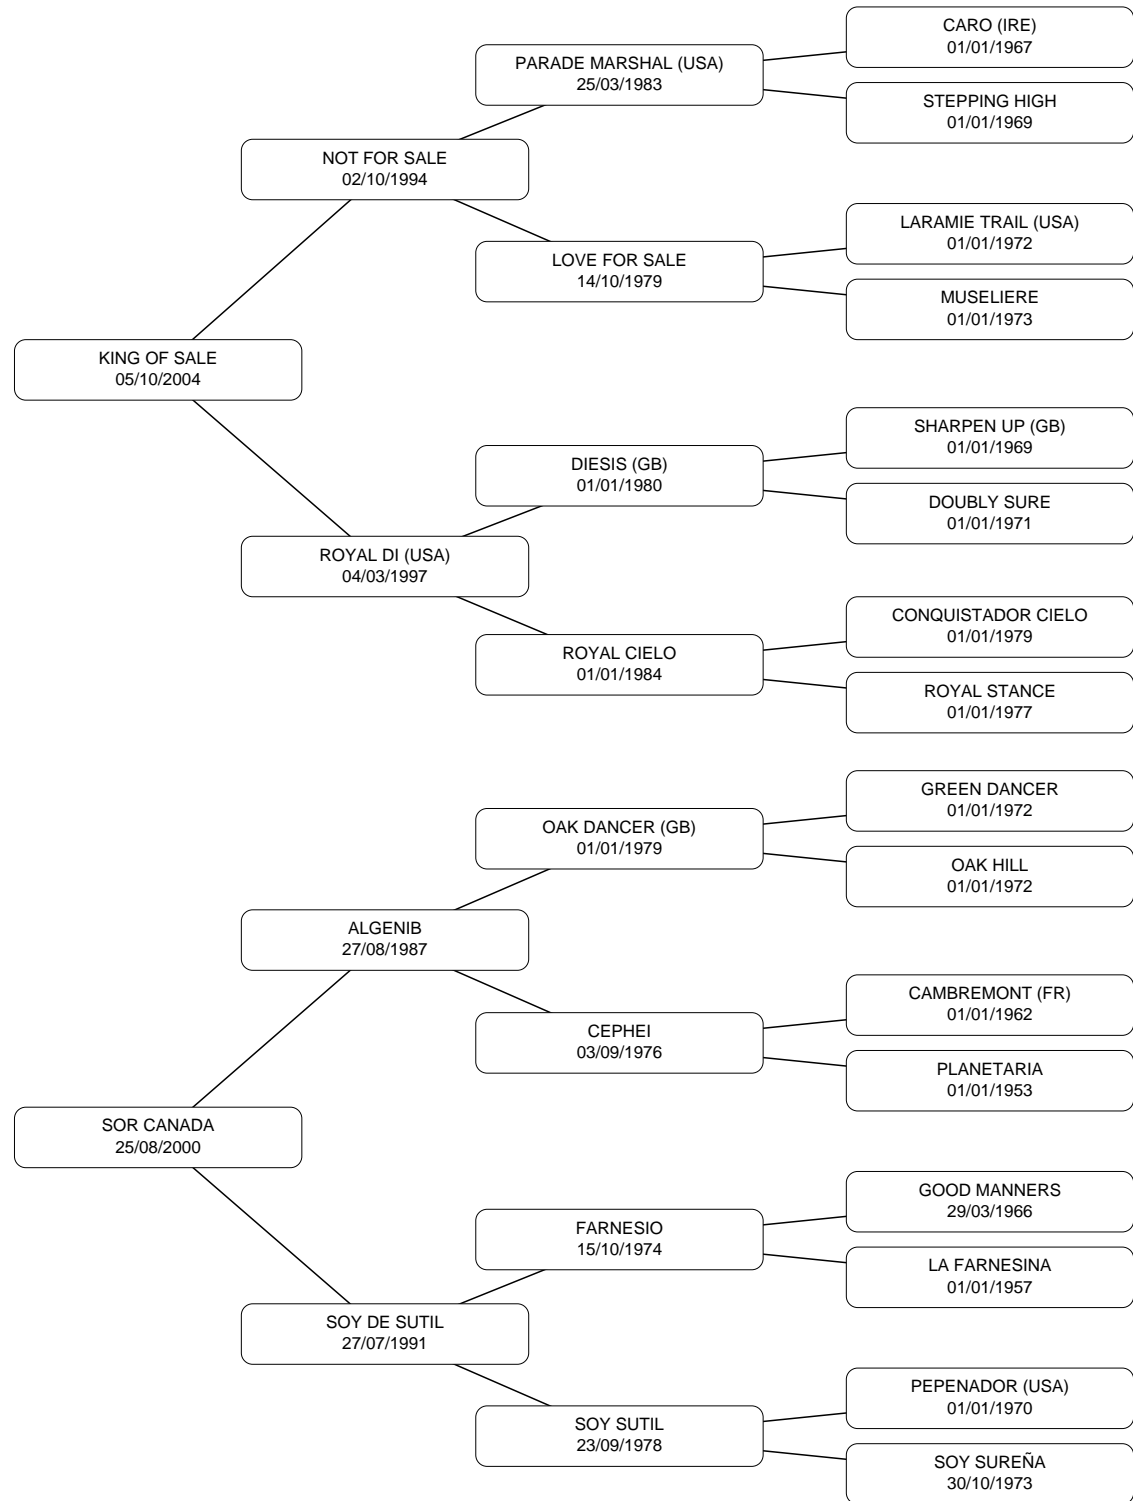 CARO (IRE)
01/01/1967
PARADE MARSHAL (USA)
25/03/1983
STEPPING HIGH
01/01/1969
NOT FOR SALE
02/10/1994
LARAMIE TRAIL (USA)
01/01/1972
LOVE FOR SALE
14/10/1979
MUSELIERE
01/01/1973
KING OF SALE
05/10/2004
SHARPEN UP (GB)
01/01/1969
DIESIS (GB)
01/01/1980
DOUBLY SURE
01/01/1971
ROYAL DI (USA)
04/03/1997
CONQUISTADOR CIELO
01/01/1979
ROYAL CIELO
01/01/1984
ROYAL STANCE
01/01/1977
GREEN DANCER
01/01/1972
OAK DANCER (GB)
01/01/1979
OAK HILL
01/01/1972
ALGENIB
27/08/1987
CAMBREMONT (FR)
01/01/1962
CEPHEI
03/09/1976
PLANETARIA
01/01/1953
SOR CANADA
25/08/2000
GOOD MANNERS
29/03/1966
FARNESIO
15/10/1974
LA FARNESINA
01/01/1957
SOY DE SUTIL
27/07/1991
PEPENADOR (USA)
01/01/1970
SOY SUTIL
23/09/1978
SOY SUREÑA
30/10/1973